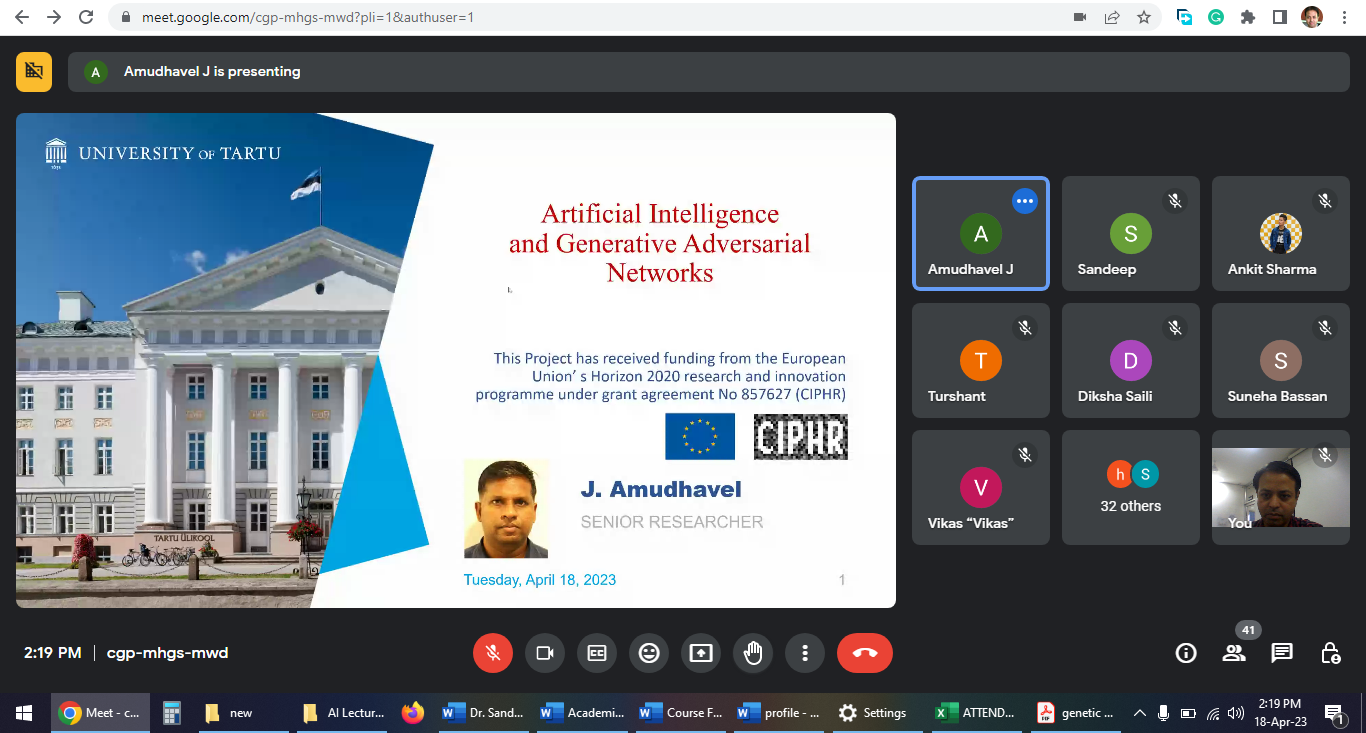 meet.google.com/cgp-mhgs-mwd?pli=1&authuser=1
A
Amudhavel J is presenting
UNIVERSITY OF TARTU
1632
Artificial Intelligence
and Generative Adversarial
Networks
This Project has received funding from the European
Union' s Horizon 2020 research and innovation
programme under grant agreement No 857627 (CIPHR)
CIPHR
J. Amudhavel
SENIOR RESEARCHER
TARTU ÜLIKOOL
Tuesday, April 18, 2023
1
A
Amudhavel J
S
Sandeep
Ankit Sharma
T
Turshant
D
Diksha Saili
S
Suneha Bassan
V
Vikas “Vikas”
h S
32 others
You
2:19 PM | cgp-mhgs-mwd
41
Meet - c...
new
AI Lectur...
Dr. Sand...
Academi...
Course F...
profile - ...
Settings
ATTEND...
genetic ...
2:19 PM
18-Apr-23
1